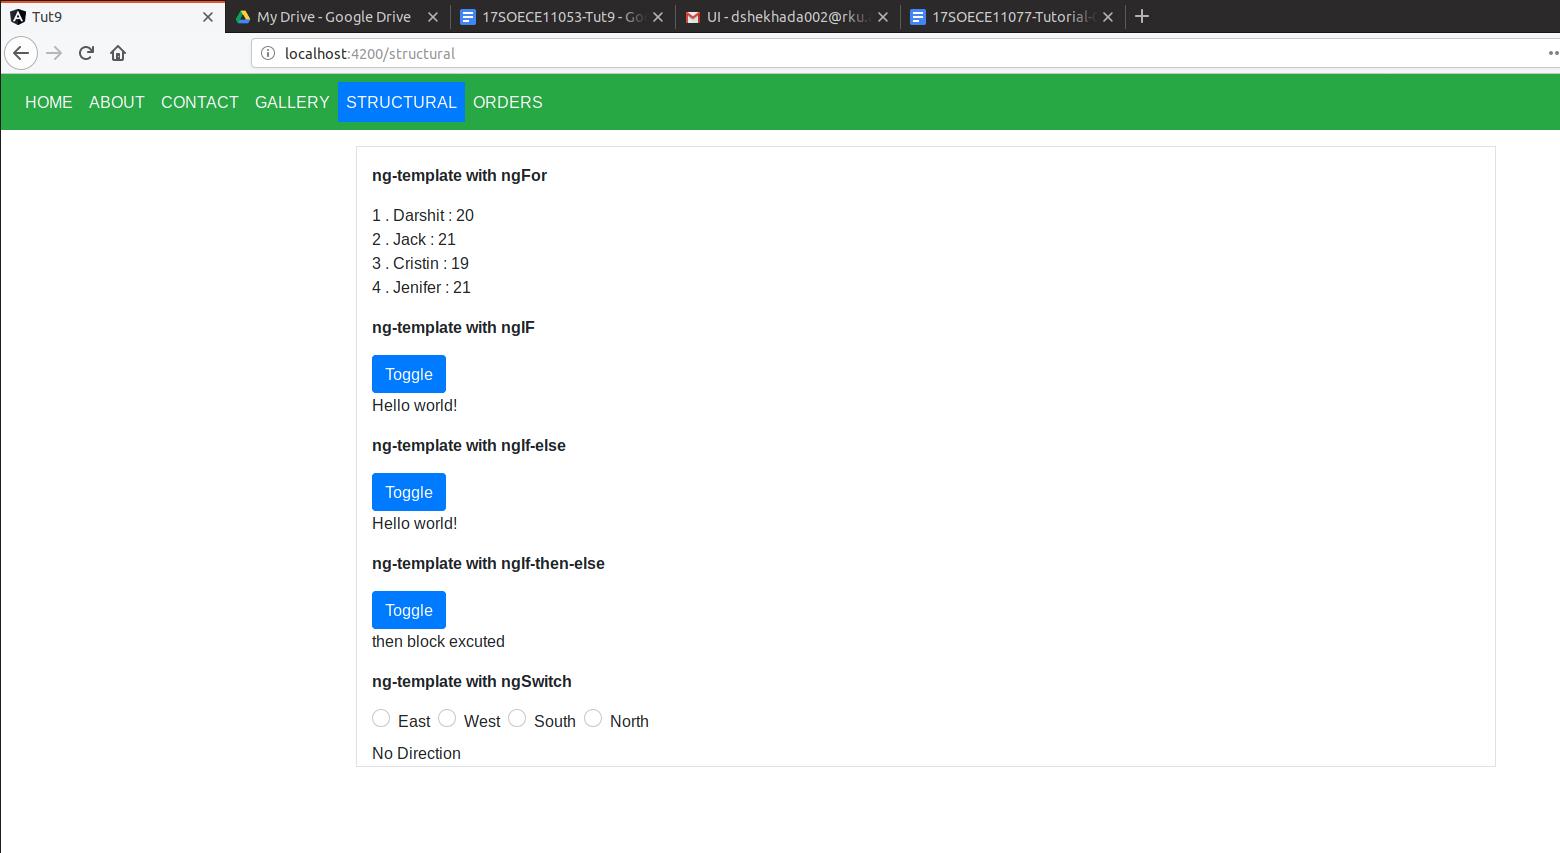 Tut9
My Drive - Google Drive
17SOECE11053-Tut9 - Go
UI - dshekhada002@rku.
17SOECE11077-Tutorial-
localhost:4200/structural
HOME ABOUT CONTACT GALLERY STRUCTURAL ORDERS
ng-template with ngFor
1 . Darshit : 20
2 . Jack : 21
3 . Cristin : 19
4 . Jenifer : 21
ng-template with ngIF
Toggle
Hello world!
ng-template with ngIf-else
Toggle
Hello world!
ng-template with ngIf-then-else
Toggle
then block excuted
ng-template with ngSwitch
East West South North
No Direction